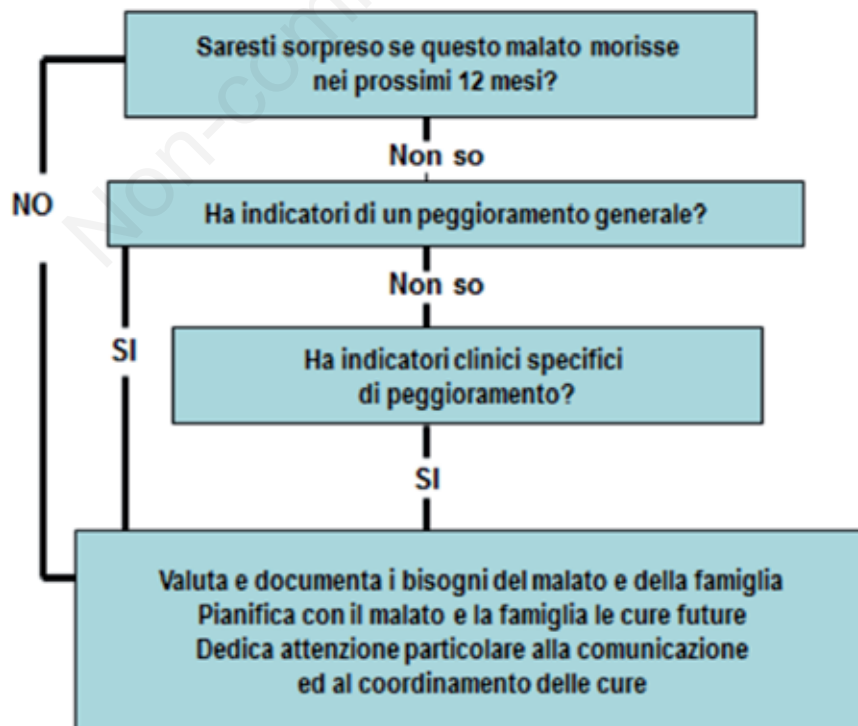 Saresti sorpreso se questo malato morisse
nei prossimi 12 mesi?
Non so
NO
Ha indicatori di un peggioramento generale?
Non so
SI
Ha indicatori clinici specifici
di peggioramento?
SI
Valuta e documenta i bisogni del malato e della famiglia
Pianifica con il malato e la famiglia le cure future
Dedica attenzione particolare alla comunicazione
ed al coordinamento delle cure